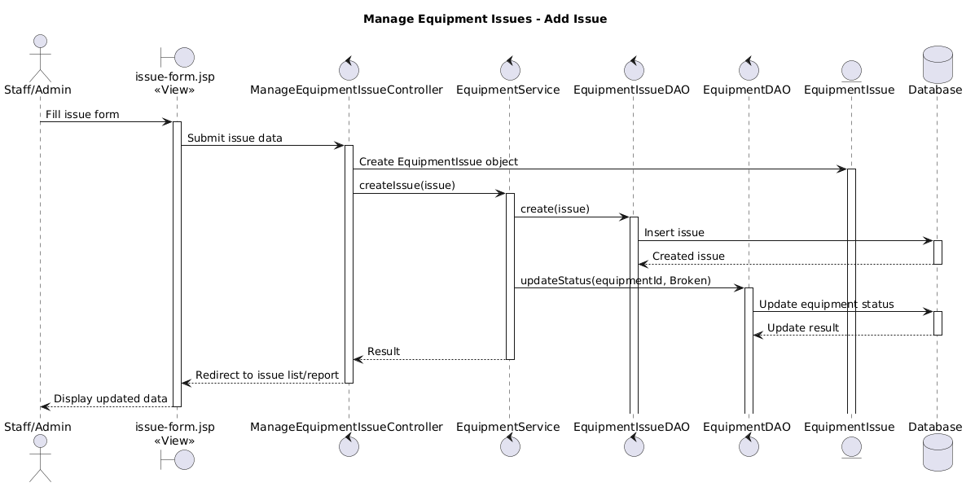 Manage Equipment Issues - Add Issue
Staff/Admin
issue-form.jsp
«View»
ManageEquipmentIssueController
EquipmentService
EquipmentIssueDAO
EquipmentDAO
EquipmentIssue
Database
Fill issue form
Submit issue data
Create EquipmentIssue object
createIssue(issue)
create(issue)
Insert issue
Created issue
updateStatus(equipmentId, Broken)
Update equipment status
Update result
Result
Redirect to issue list/report
Display updated data
Staff/Admin
issue-form.jsp
«View»
ManageEquipmentIssueController
EquipmentService
EquipmentIssueDAO
EquipmentDAO
EquipmentIssue
Database